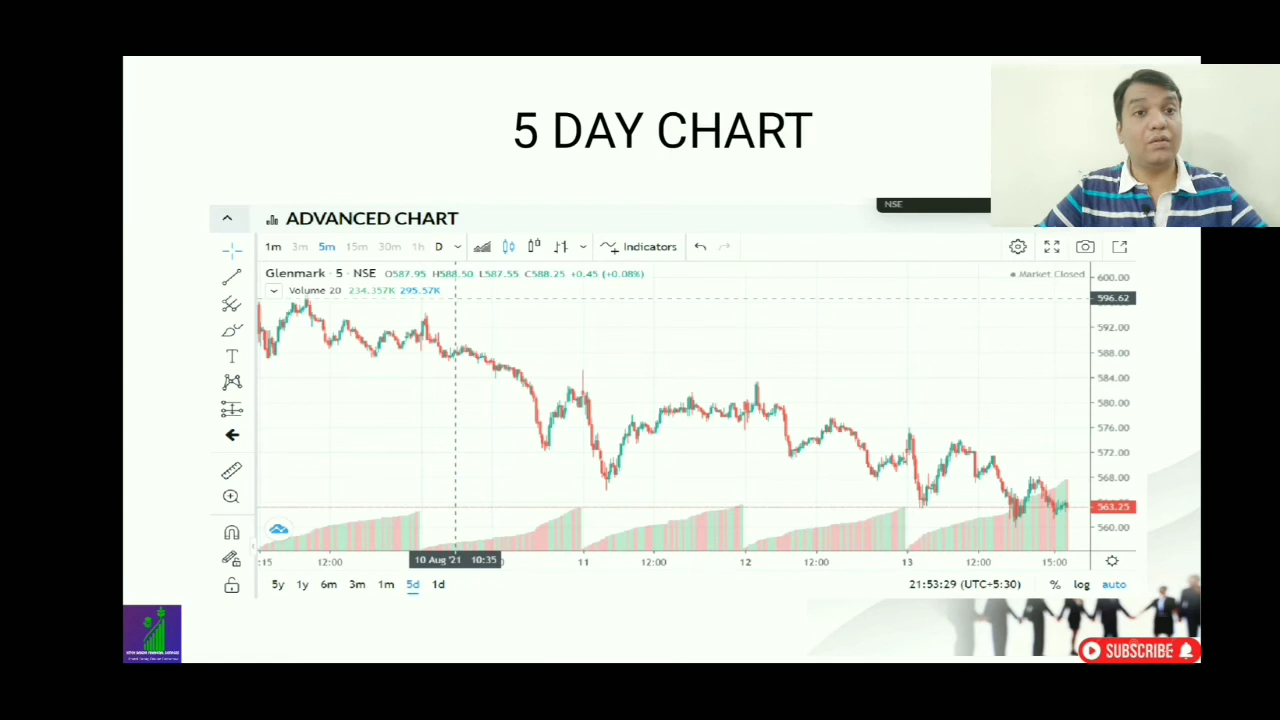 5 DAY CHART
NSE
ADVANCED CHART
1m 3m 5m 15m 30m 1h D Indicators
Glenmark · 5 · NSE O587.95 H588.50 L587.55 C588.25 +0.45 (+0.08%) Market Closed
Volume 20 234.357K 295.57K
600.00
596.62
592.00
588.00
584.00
580.00
576.00
572.00
568.00
563.25
560.00
:15 12:00 10 Aug '21 10:35 11 12:00 12 12:00 13 12:00 15:00
5y 1y 6m 3m 1m 5d 1d 21:53:29 (UTC+5:30) % log auto
SUBSCRIBE